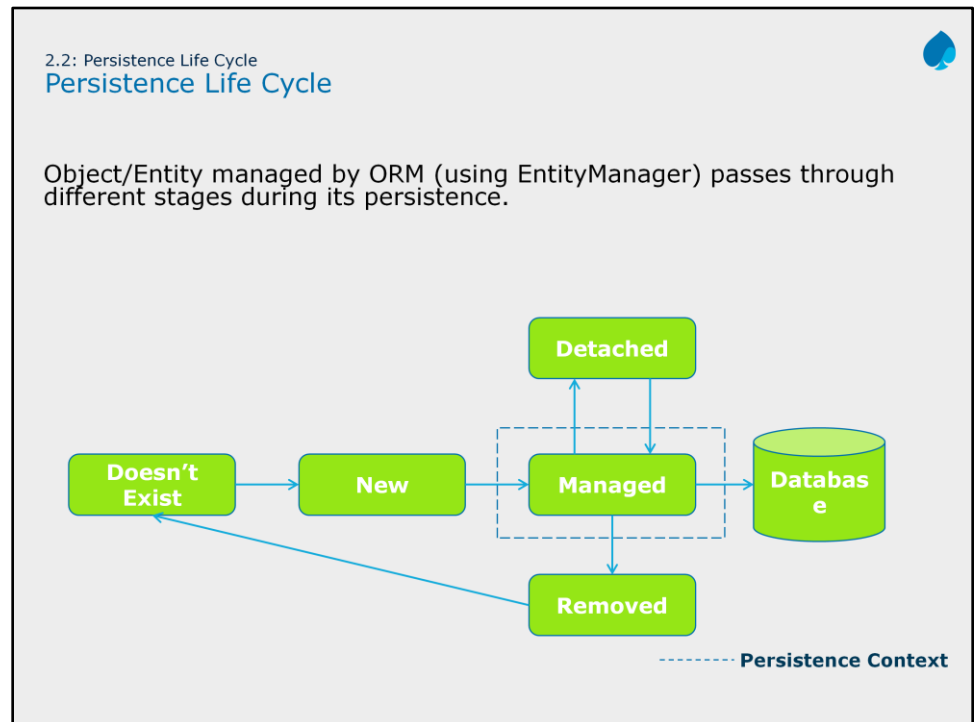 2.2: Persistence Life Cycle
Persistence Life Cycle
Object/Entity managed by ORM (using EntityManager) passes through
different stages during its persistence.
Detached
Doesn't
Exist
New
Managed
Databas
e
Removed
Persistence Context